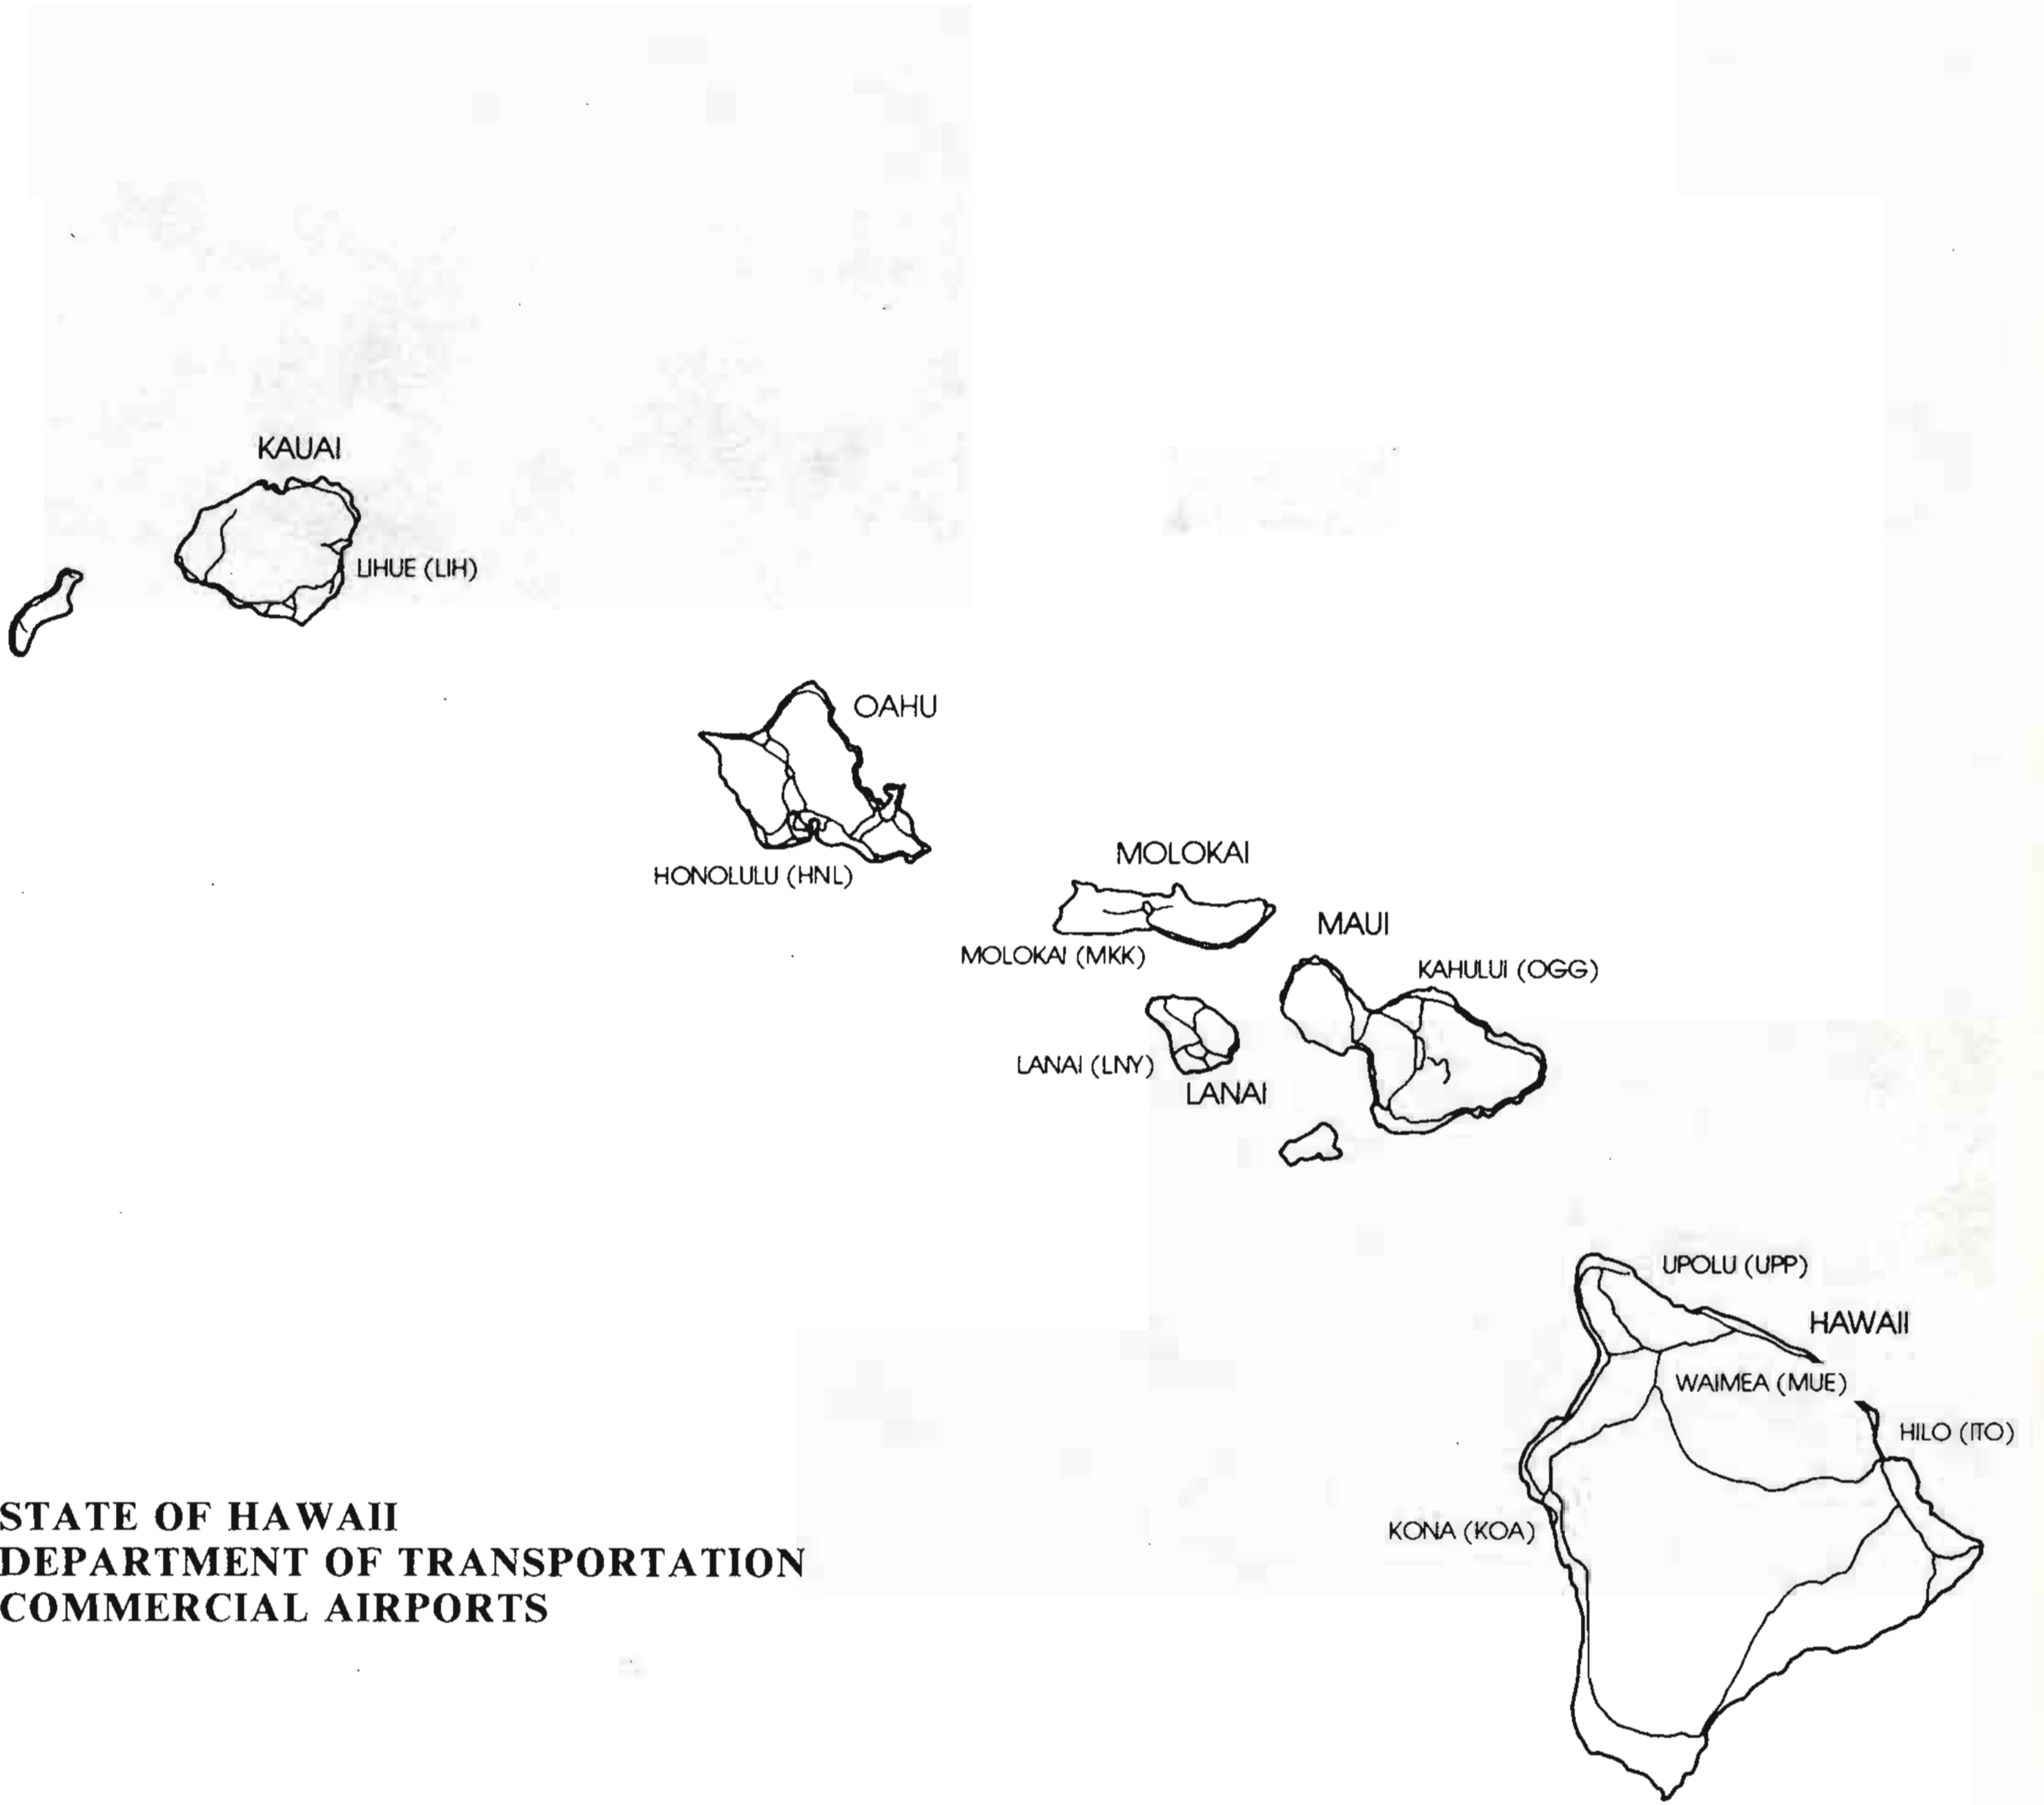 KAUAI
LIHUE (LIH)
OAHU
HONOLULU (HNL)
MOLOKAI
MOLOKAI (MKK)
MAUI
KAHULUI (OGG)
LANAI (LNY)
LANAI
UPOLU (UPP)
HAWAII
WAIMEA (MUE)
HILO (ITO)
KONA (KOA)
STATE OF HAWAII
DEPARTMENT OF TRANSPORTATION
COMMERCIAL AIRPORTS